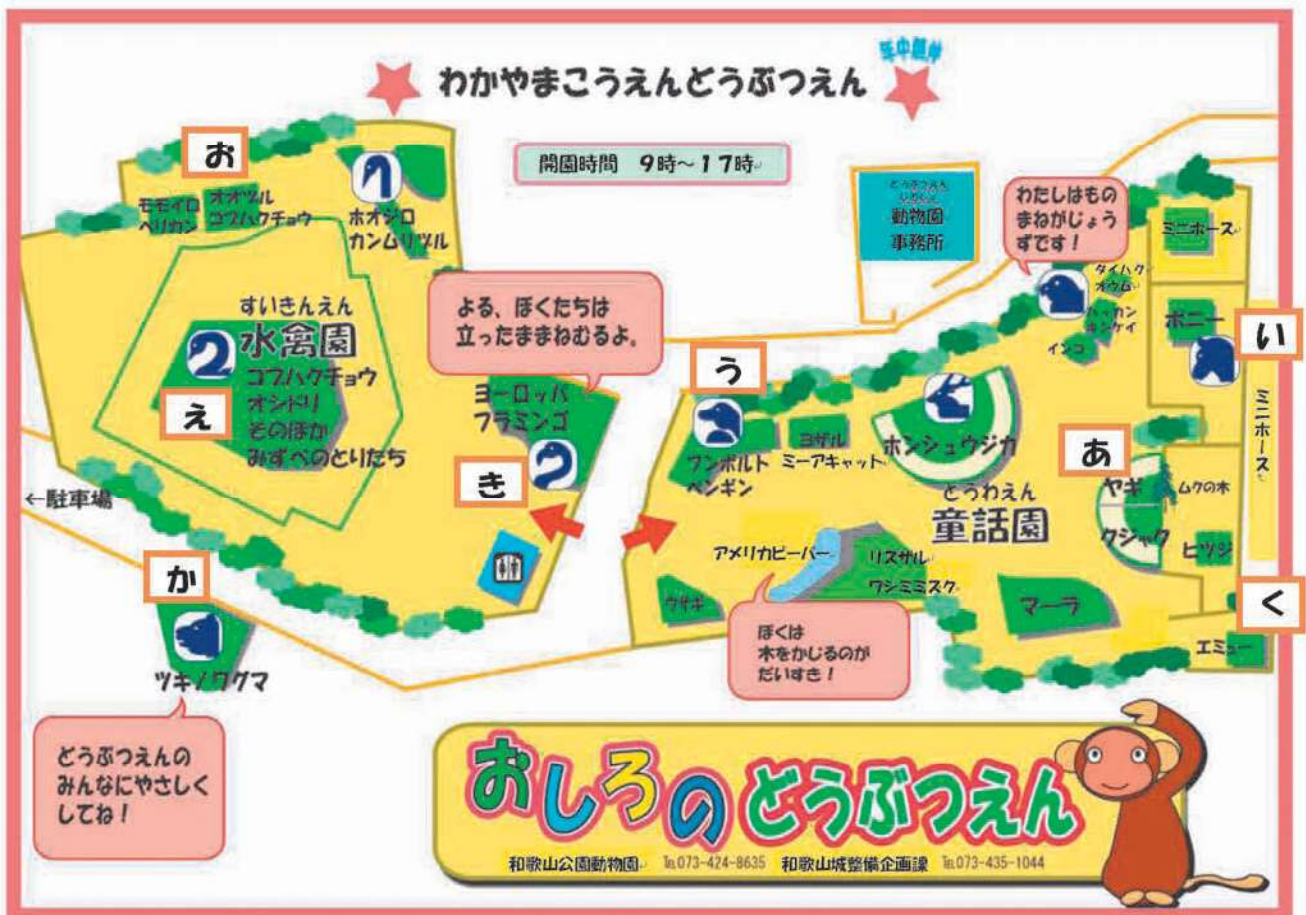 わかやまこうえんどうぶつえん
年中無休
開園時間 9時～17時
お
モモイロ
ペリカン
オオヅル
コブハクチョウ
ホオジロ
カンムリヅル
すいきんえん
水禽園
コブハクチョウ
オシドリ
そのほか
みずべのとりたち
え
よる、ぼくたちは
立ったままねむるよ。
ヨーロッパ
フラミンゴ
き
←駐車場
か
ツキノワグマ
どうぶつえんの
みんなにやさしく
してね！
動物園
事務所
わたしはもの
まねがじょう
ずです！
タイハク
オウム
ハッカン
キンケイ
インコ
ミニホース
ポニー
い
ミニホース
う
フンボルト
ペンギン
ヨザル
ミーアキャット
ホンシュウジカ
どうわえん
童話園
あ
ヤギ
クジャク
ムクの木
ヒツジ
く
エミュー
アメリカビーバー
リスザル
ワシミミズク
ウサギ
マーラ
ぼくは
木をかじるのが
だいすき！
おしろのどうぶつえん
和歌山公園動物園 ℡073-424-8635 和歌山城整備企画課 ℡073-435-1044